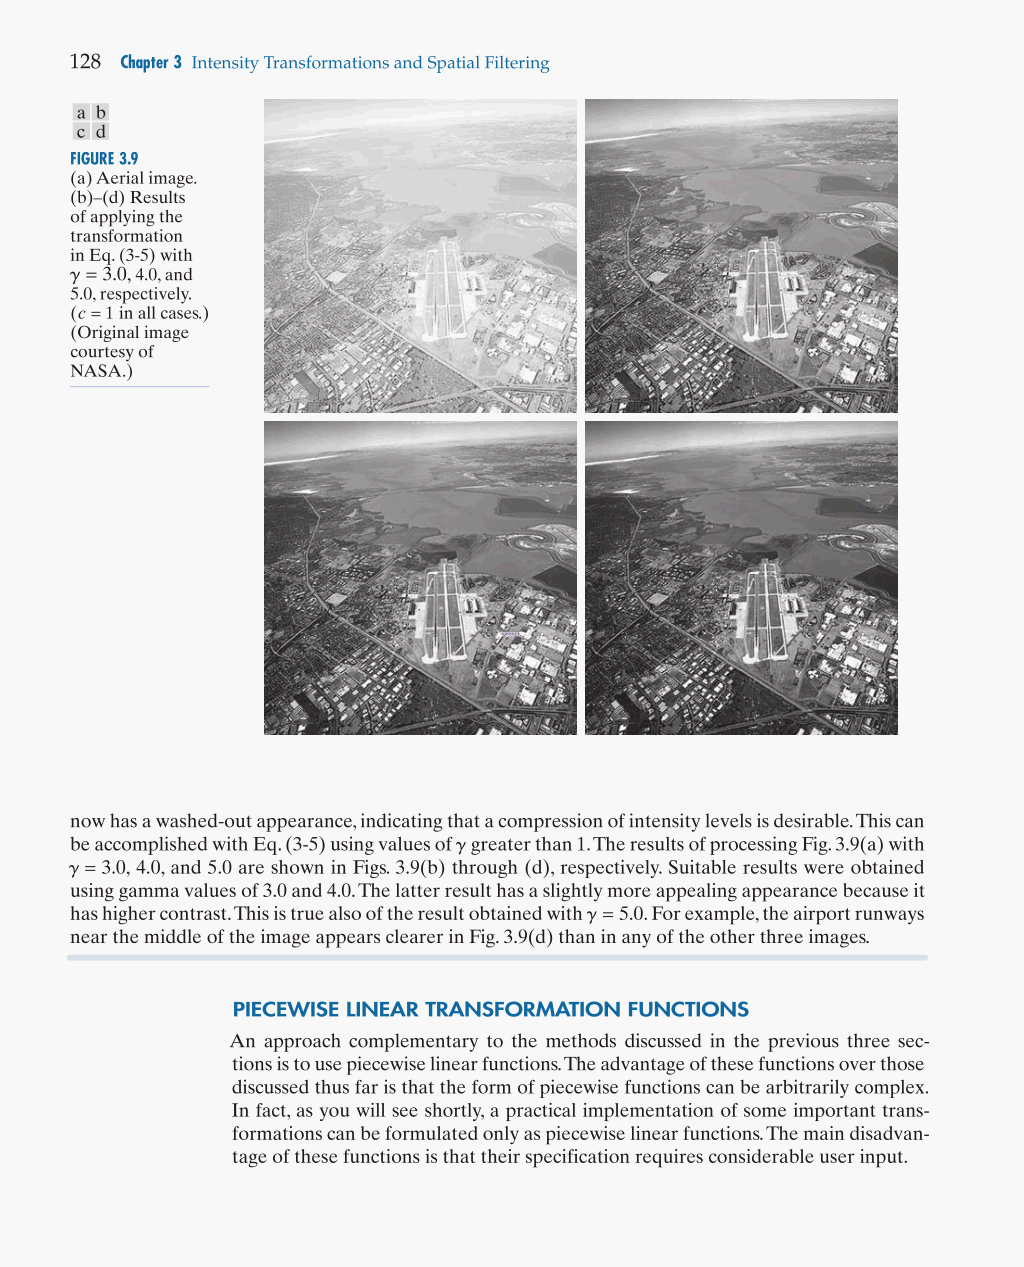 128 Chapter 3 Intensity Transformations and Spatial Filtering
a b
c d
FIGURE 3.9
(a) Aerial image.
(b)–(d) Results
of applying the
transformation
in Eq. (3-5) with
γ = 3.0, 4.0, and
5.0, respectively.
(c = 1 in all cases.)
(Original image
courtesy of
NASA.)
now has a washed-out appearance, indicating that a compression of intensity levels is desirable. This can
be accomplished with Eq. (3-5) using values of γ greater than 1. The results of processing Fig. 3.9(a) with
γ = 3.0, 4.0, and 5.0 are shown in Figs. 3.9(b) through (d), respectively. Suitable results were obtained
using gamma values of 3.0 and 4.0. The latter result has a slightly more appealing appearance because it
has higher contrast. This is true also of the result obtained with γ = 5.0. For example, the airport runways
near the middle of the image appears clearer in Fig. 3.9(d) than in any of the other three images.
PIECEWISE LINEAR TRANSFORMATION FUNCTIONS
An approach complementary to the methods discussed in the previous three sec-
tions is to use piecewise linear functions. The advantage of these functions over those
discussed thus far is that the form of piecewise functions can be arbitrarily complex.
In fact, as you will see shortly, a practical implementation of some important trans-
formations can be formulated only as piecewise linear functions. The main disadvan-
tage of these functions is that their specification requires considerable user input.